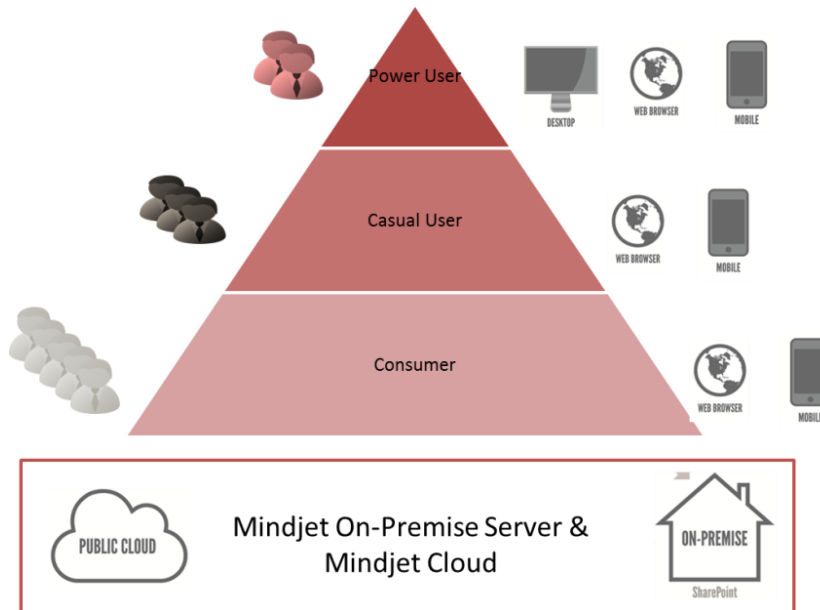 Power User
DESKTOP
WEB BROWSER
MOBILE
Casual User
WEB BROWSER
MOBILE
Consumer
WEB BROWSER
MOBILE
PUBLIC CLOUD
Mindjet On-Premise Server &
Mindjet Cloud
ON-PREMISE
SharePoint